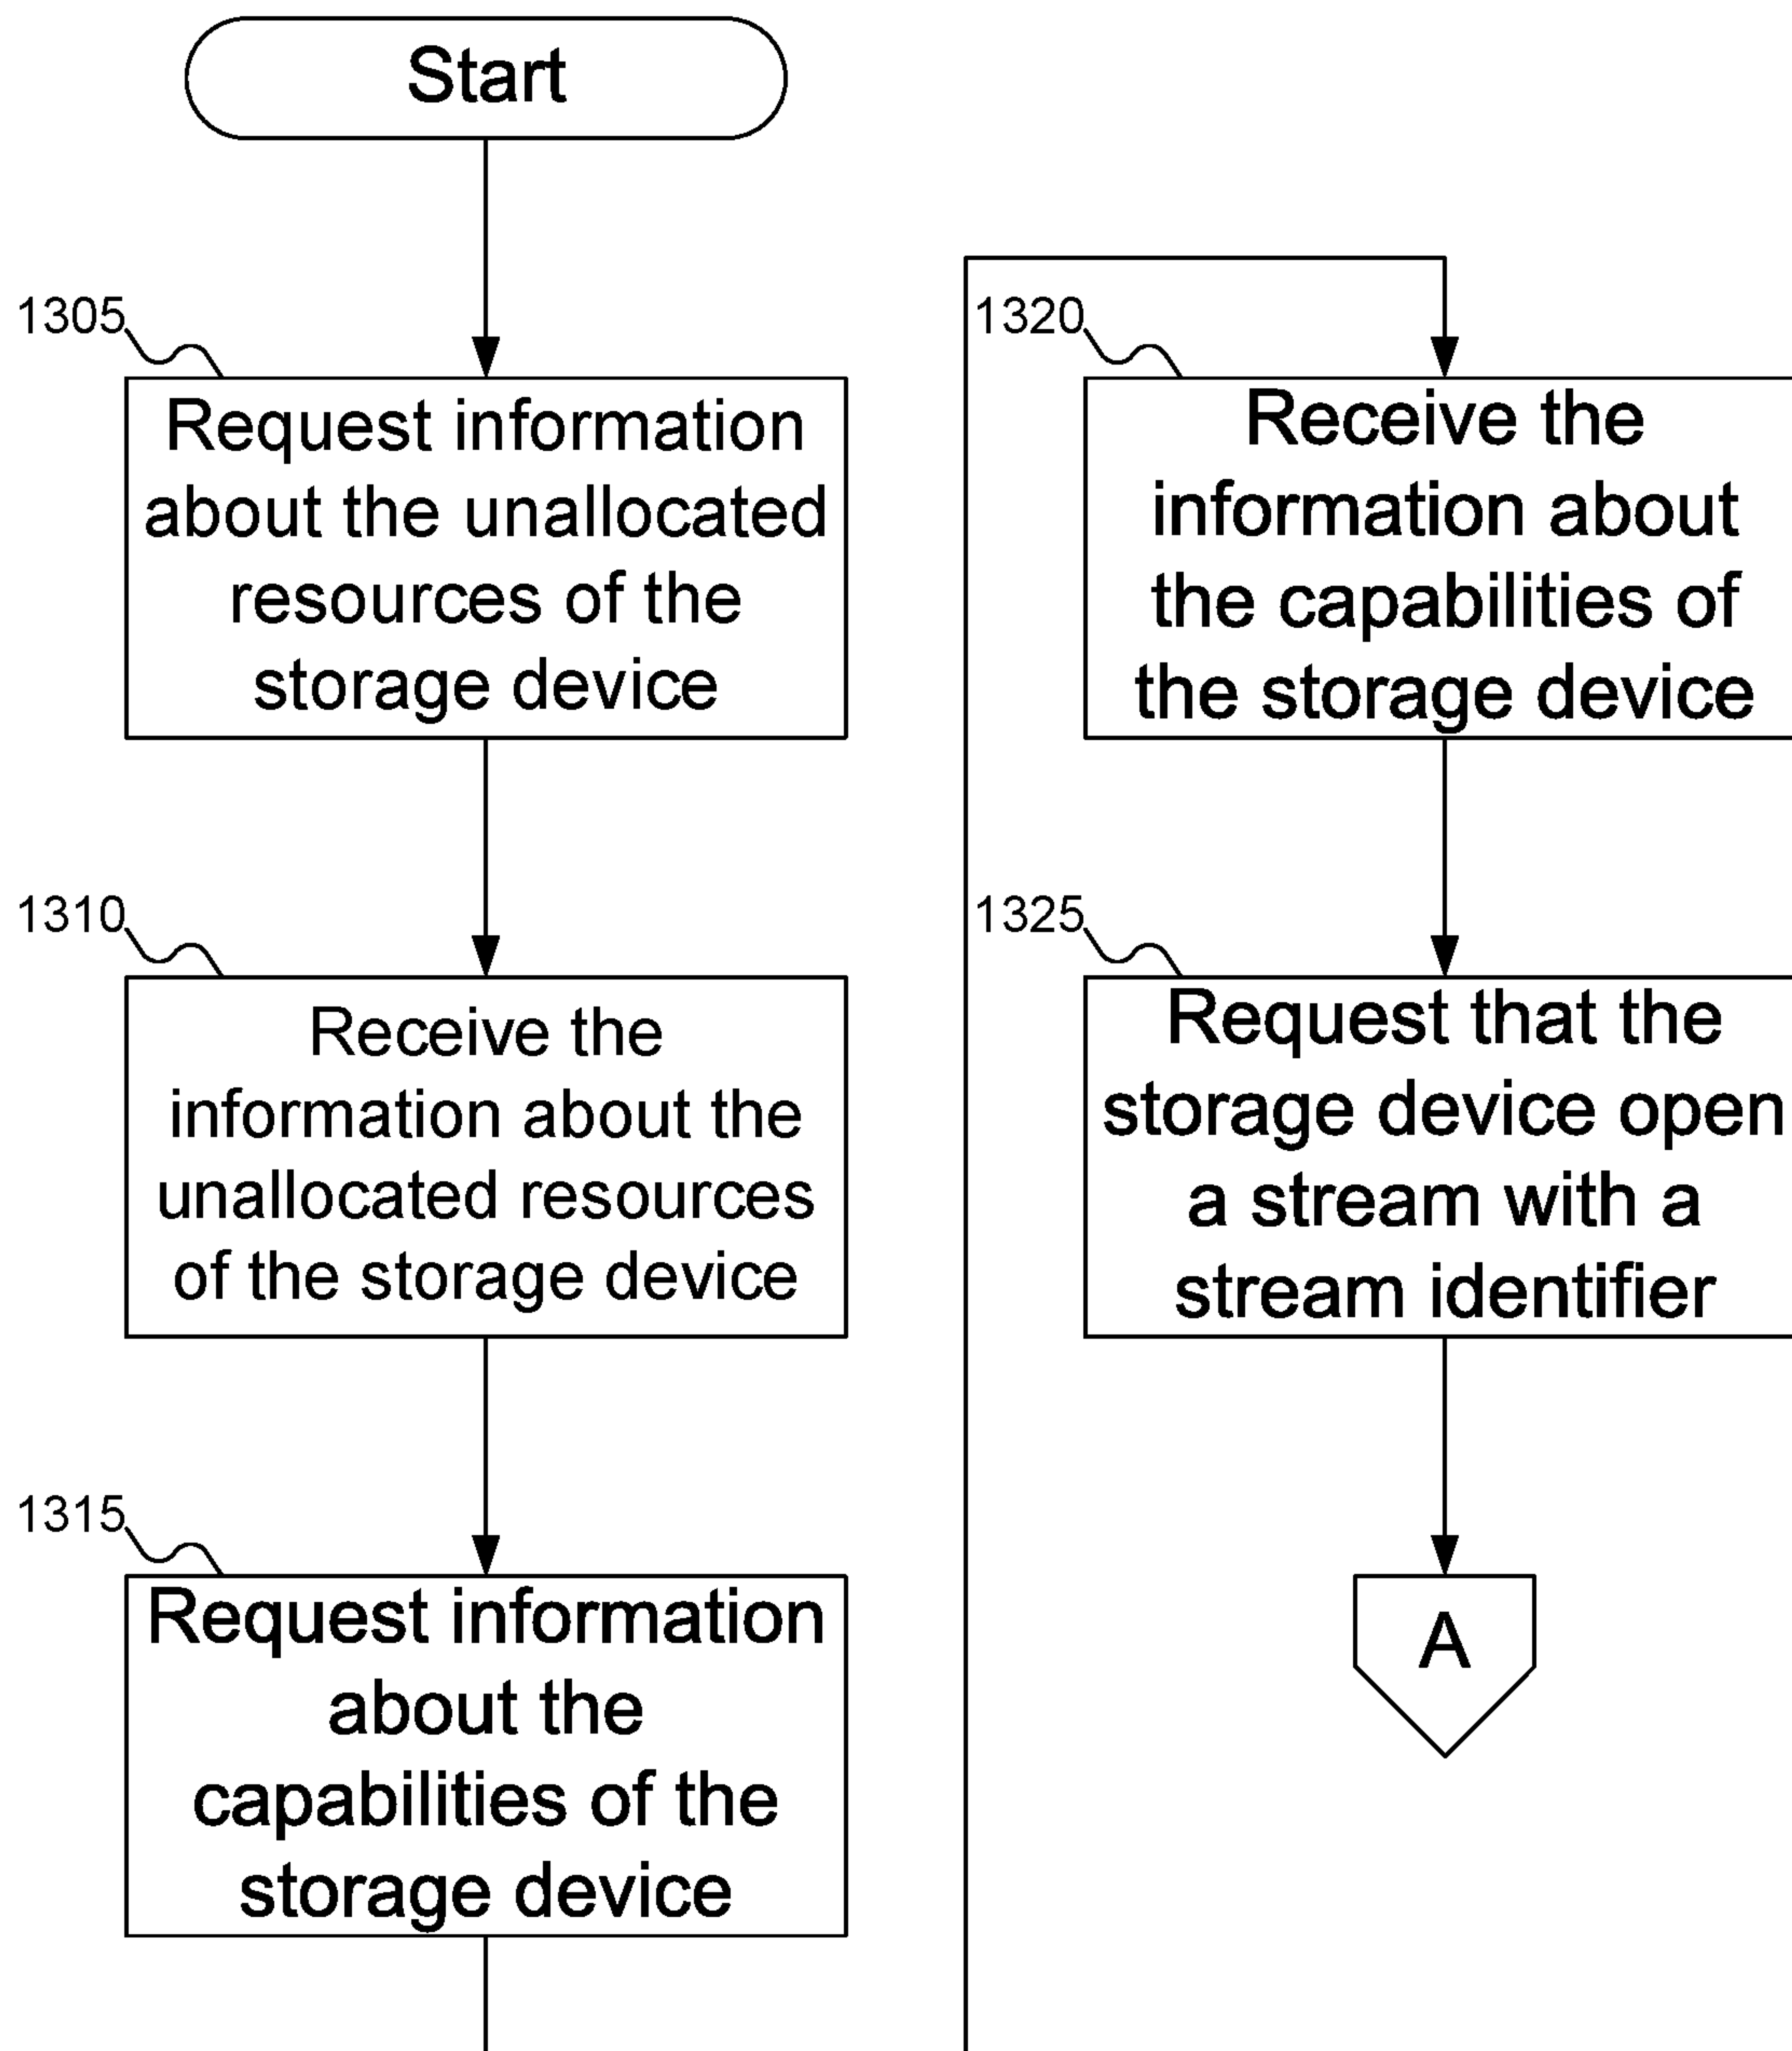 Start
1305
Request information
about the unallocated
resources of the
storage device
1310
Receive the
information about the
unallocated resources
of the storage device
1315
Request information
about the
capabilities of the
storage device
1320
Receive the
information about
the capabilities of
the storage device
1325
Request that the
storage device open
a stream with a
stream identifier
A